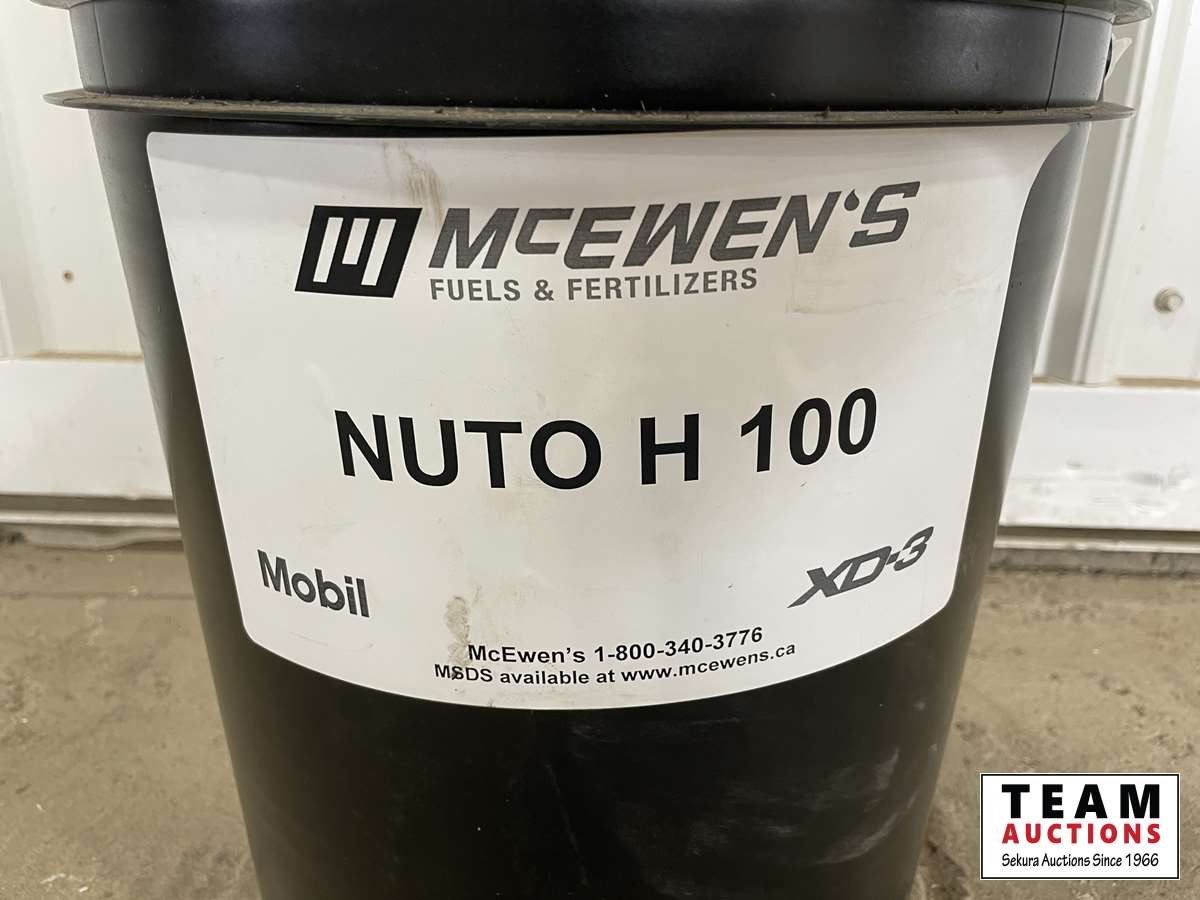 McEWEN'S
FUELS & FERTILIZERS
NUTO H 100
Mobil
XD-3
McEwen's 1-800-340-3776
MSDS available at www.mcewens.ca
TEAM
AUCTIONS
Sekura Auctions Since 1966